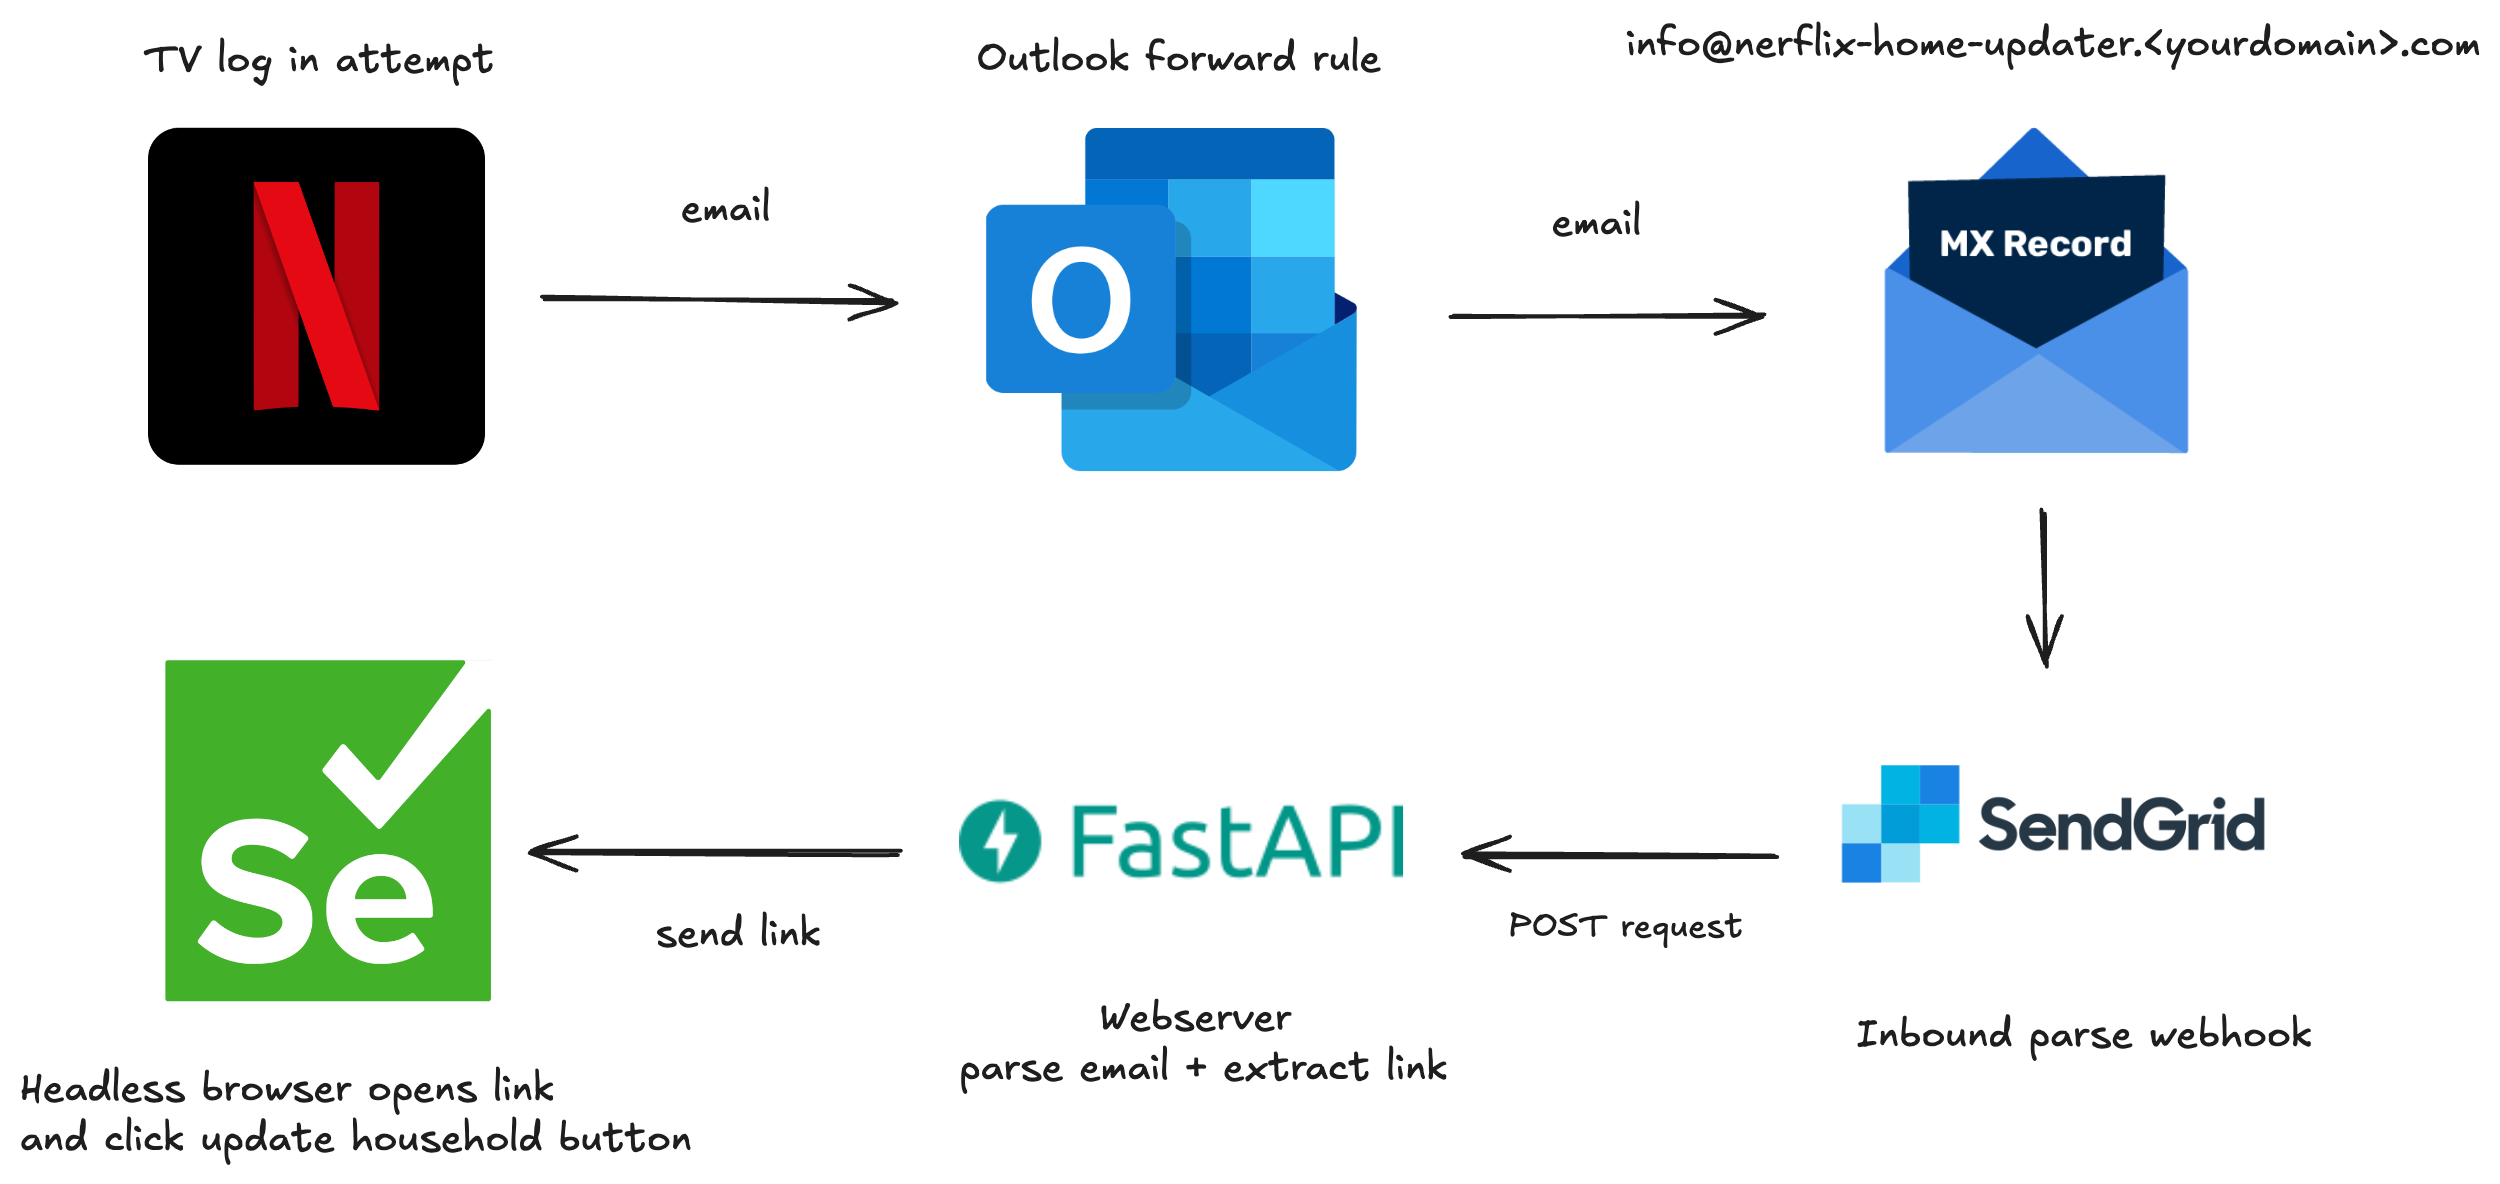 TV log in attempt
Outlook forward rule
info@nerflix-home-updater.<yourdomain>.com
email
email
MX Record
O
N
Se
FastAPI
SendGrid
send link
POST request
Webserver
parse email + extract link
Inbound parse webhook
Headless browser opens link
and click update household button